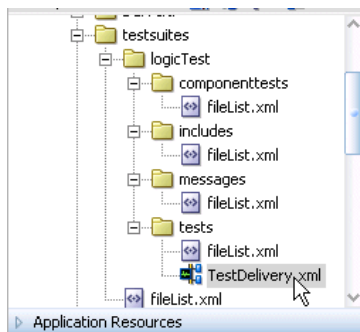 testsuites
logicTest
componenttests
fileList.xml
includes
fileList.xml
messages
fileList.xml
tests
fileList.xml
TestDelivery.xml
fileList.xml
Application Resources